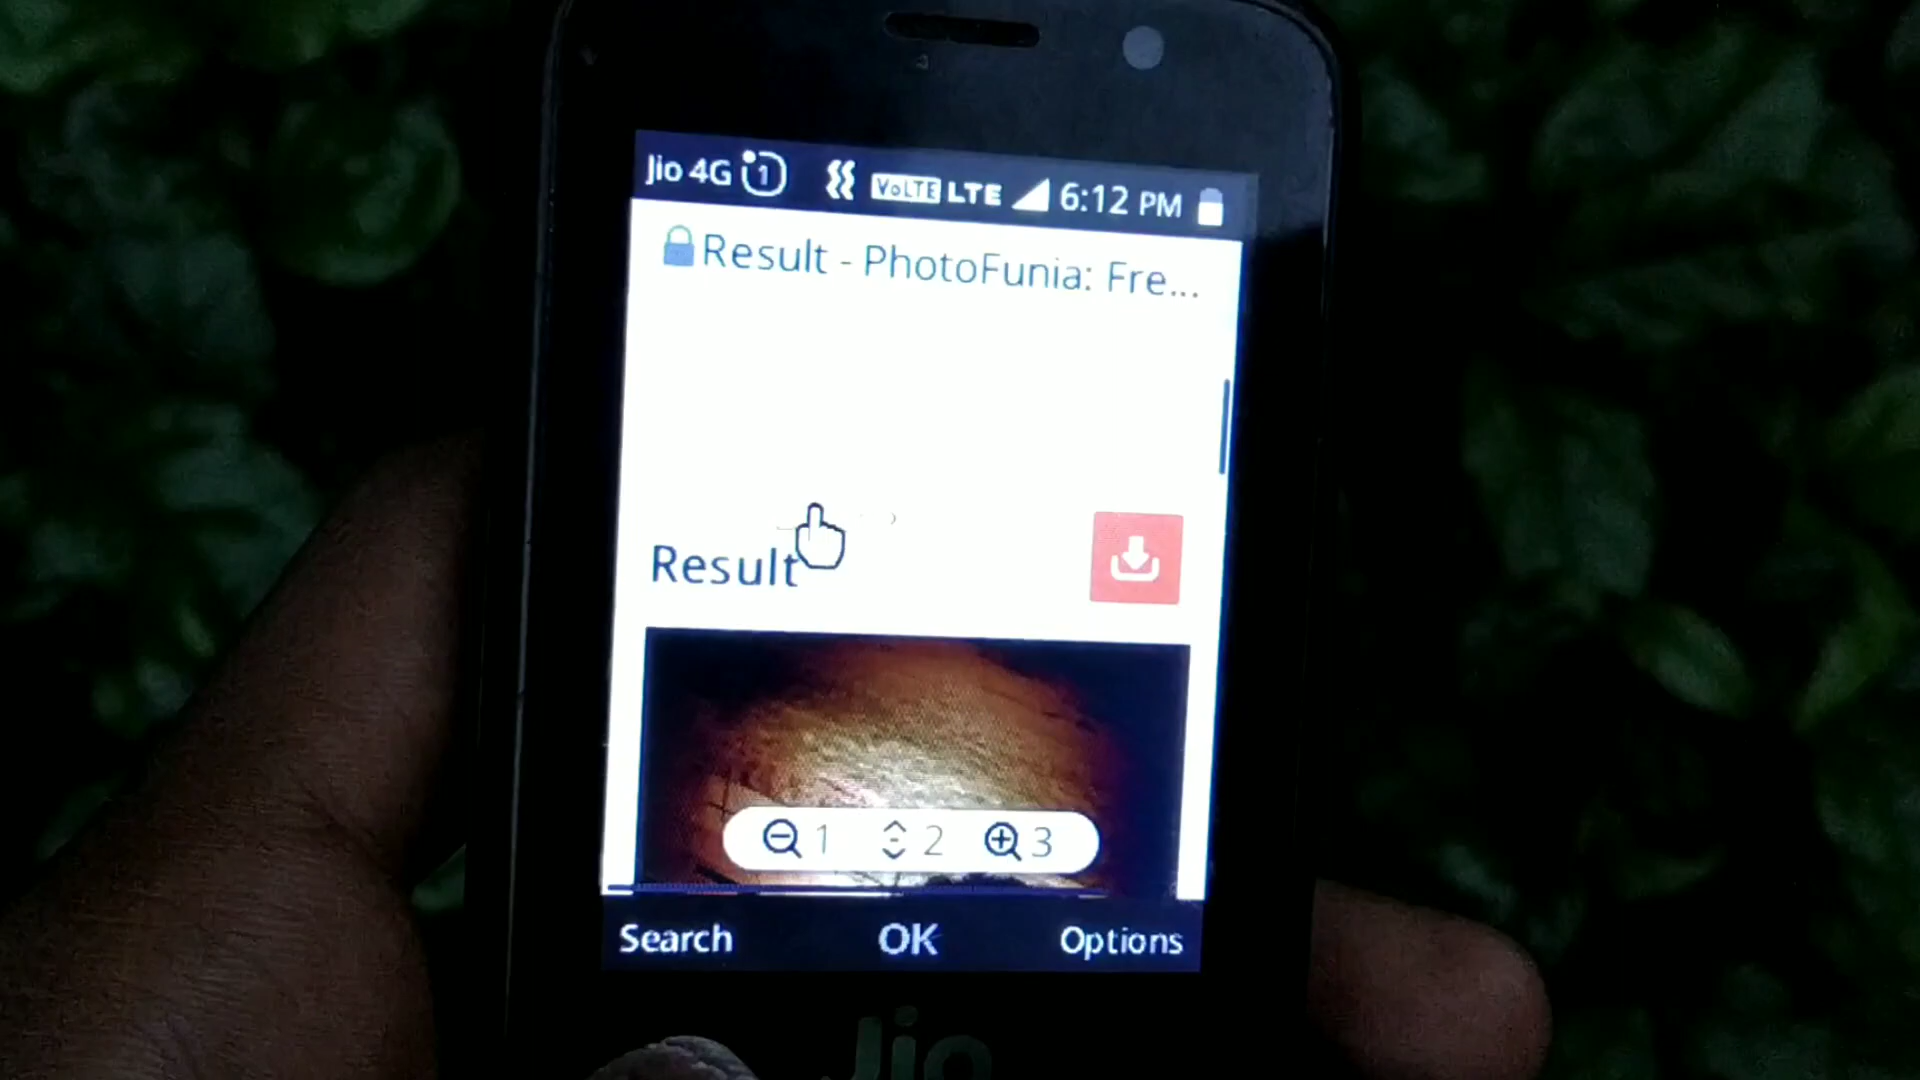 Jio 4G 1 VoLTE LTE 6:12 PM
Result - PhotoFunia: Fre...
Result
1 2 3
Search OK Options
Jio